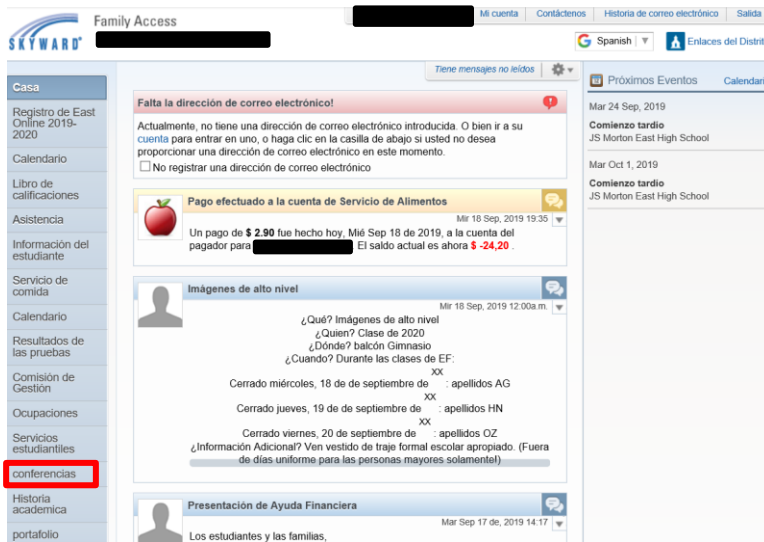 Mi cuenta Contáctenos Historia de correo electrónico Salida
Family Access
SKYWARD
Spanish Enlaces del Distrit
Casa
Registro de East
Online 2019-
2020
Calendario
Libro de
calificaciones
Asistencia
Información del
estudiante
Servicio de
comida
Calendario
Resultados de
las pruebas
Comisión de
Gestión
Ocupaciones
Servicios
estudiantiles
conferencias
Historia
academica
portafolio
Tiene mensajes no leídos
Falta la dirección de correo electrónico!
Actualmente, no tiene una dirección de correo electrónico introducida. O bien ir a su
cuenta para entrar en uno, o haga clic en la casilla de abajo si usted no desea
proporcionar una dirección de correo electrónico en este momento.
No registrar una dirección de correo electrónico
Pago efectuado a la cuenta de Servicio de Alimentos
Mir 18 Sep, 2019 19:35
Un pago de $ 2.90 fue hecho hoy, Mié Sep 18 de 2019, a la cuenta del
pagador para El saldo actual es ahora $ -24,20 .
Imágenes de alto nivel
Mir 18 Sep, 2019 12:00a.m.
¿Qué? Imágenes de alto nivel
¿Quien? Clase de 2020
¿Dónde? balcón Gimnasio
¿Cuando? Durante las clases de EF:
xx
Cerrado miércoles, 18 de de septiembre de : apellidos AG
xx
Cerrado jueves, 19 de de septiembre de : apellidos HN
xx
Cerrado viernes, 20 de septiembre de : apellidos OZ
¿Información Adicional? Ven vestido de traje formal escolar apropiado. (Fuera
de días uniforme para las personas mayores solamente!)
Presentación de Ayuda Financiera
Mar Sep 17 de, 2019 14:17
Los estudiantes y las familias,
Próximos Eventos Calendari
Mar 24 Sep, 2019
Comienzo tardio
JS Morton East High School
Mar Oct 1, 2019
Comienzo tardio
JS Morton East High School